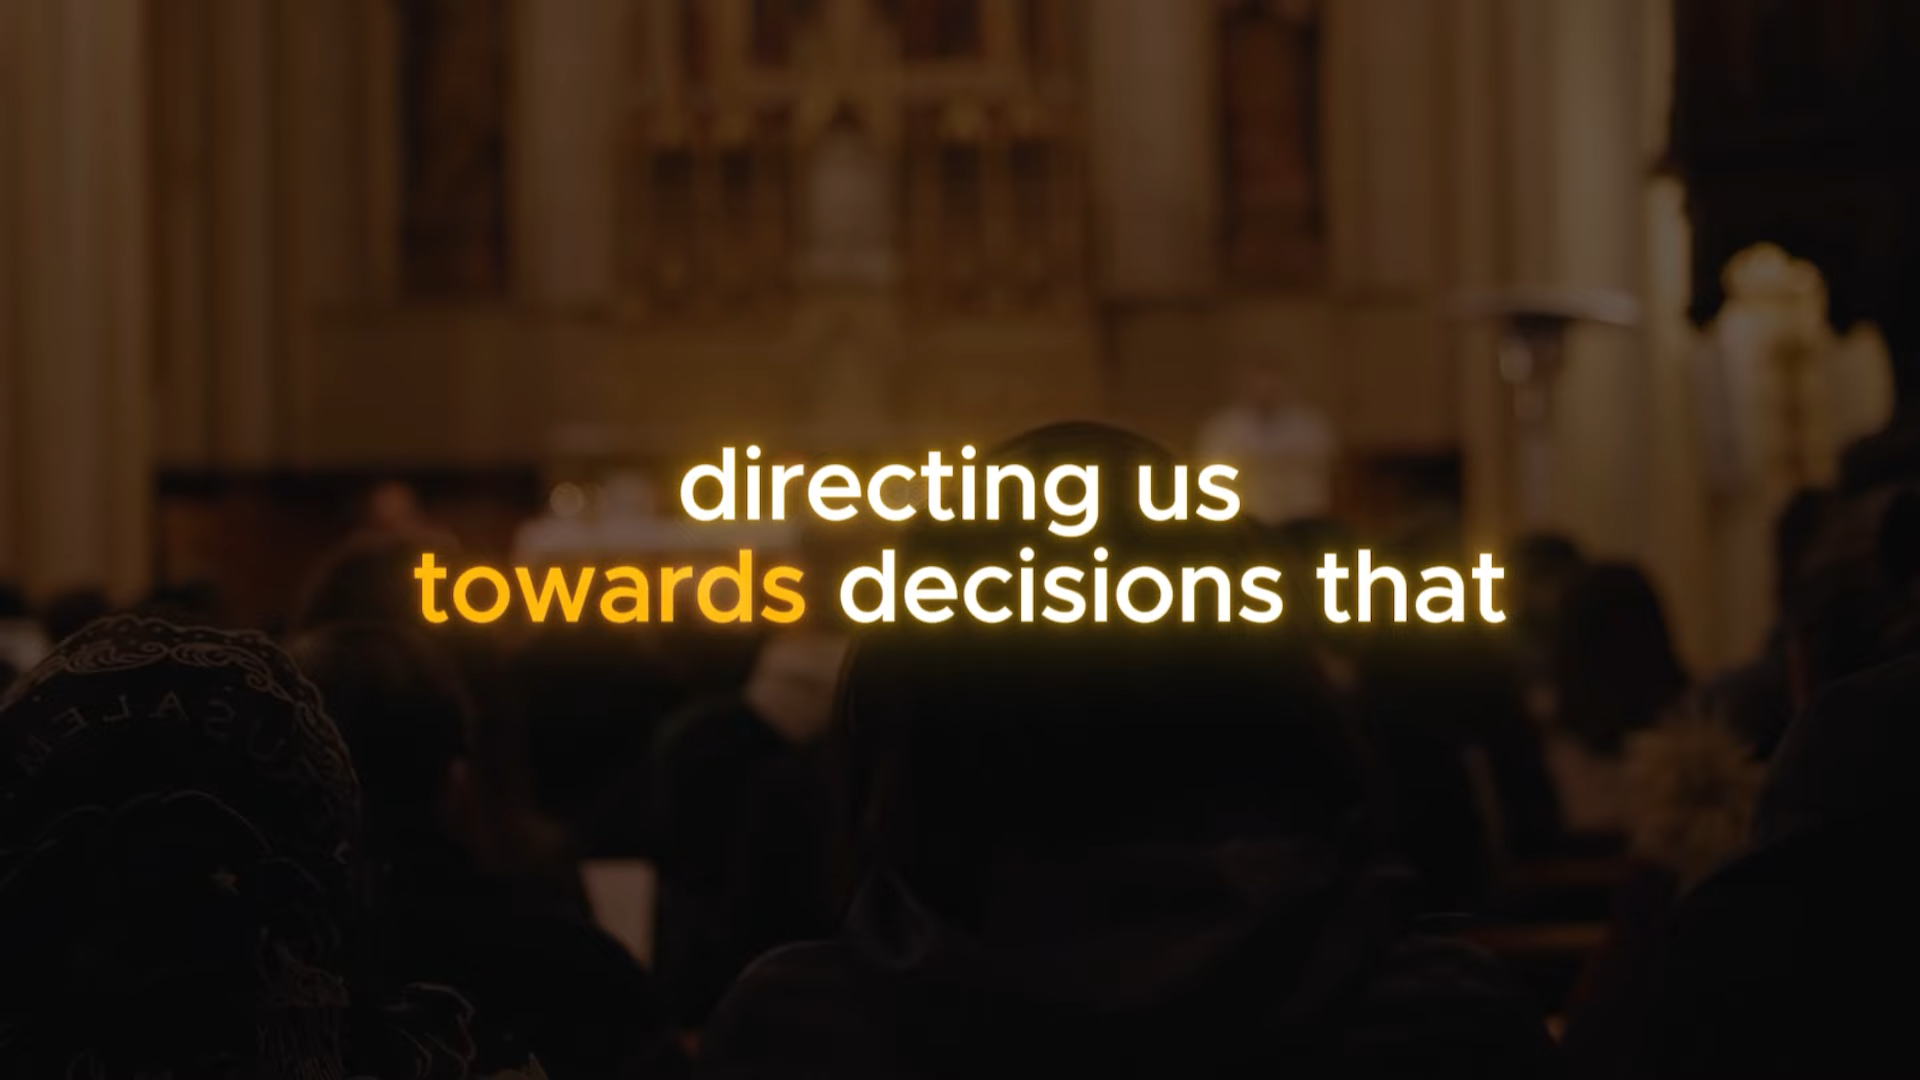 directing us
towards decisions that